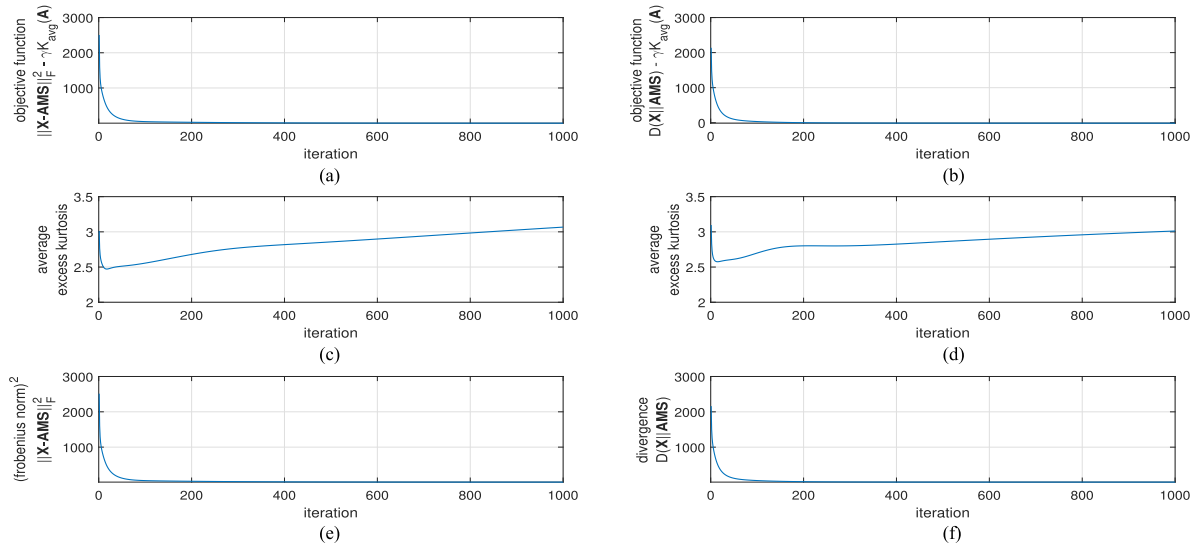 objective function
||X-AMS||²_F - γK_avg(A)
3000
2000
1000
0 200 400 600 800 1000
iteration
(a)
objective function
D(X||AMS) - γK_avg(A)
3000
2000
1000
0
0 200 400 600 800 1000
iteration
(b)
average
excess kurtosis
3.5
3
2.5
2
0 200 400 600 800 1000
iteration
(c)
average
excess kurtosis
3.5
3
2.5
2
0 200 400 600 800 1000
iteration
(d)
(frobenius norm)²
||X-AMS||²_F
3000
2000
1000
0 200 400 600 800 1000
iteration
(e)
divergence
D(X||AMS)
3000
2000
1000
0 200 400 600 800 1000
iteration
(f)